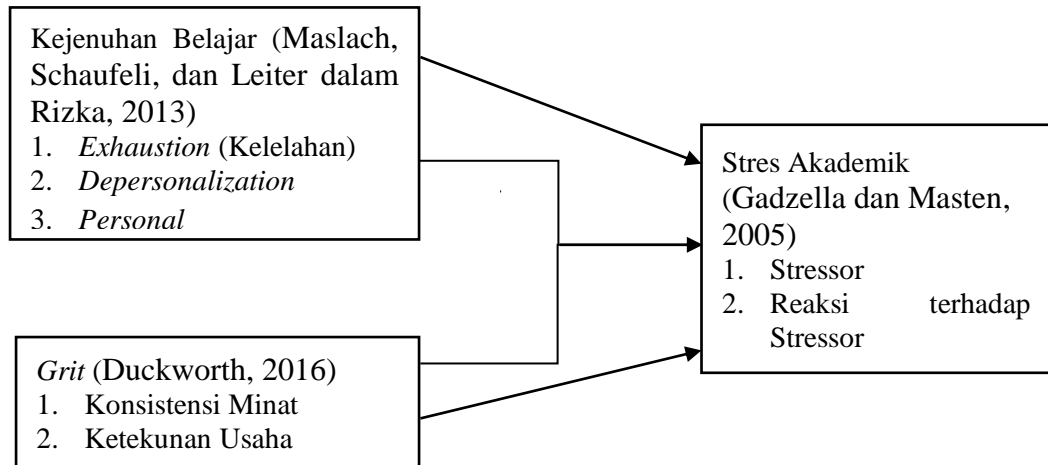 Kejenuhan Belajar (Maslach,
Schaufeli, dan Leiter dalam
Rizka, 2013)
1. Exhaustion (Kelelahan)
2. Depersonalization
3. Personal
Stres Akademik
(Gadzella dan Masten,
2005)
1. Stressor
2. Reaksi terhadap
Stressor
Grit (Duckworth, 2016)
1. Konsistensi Minat
2. Ketekunan Usaha